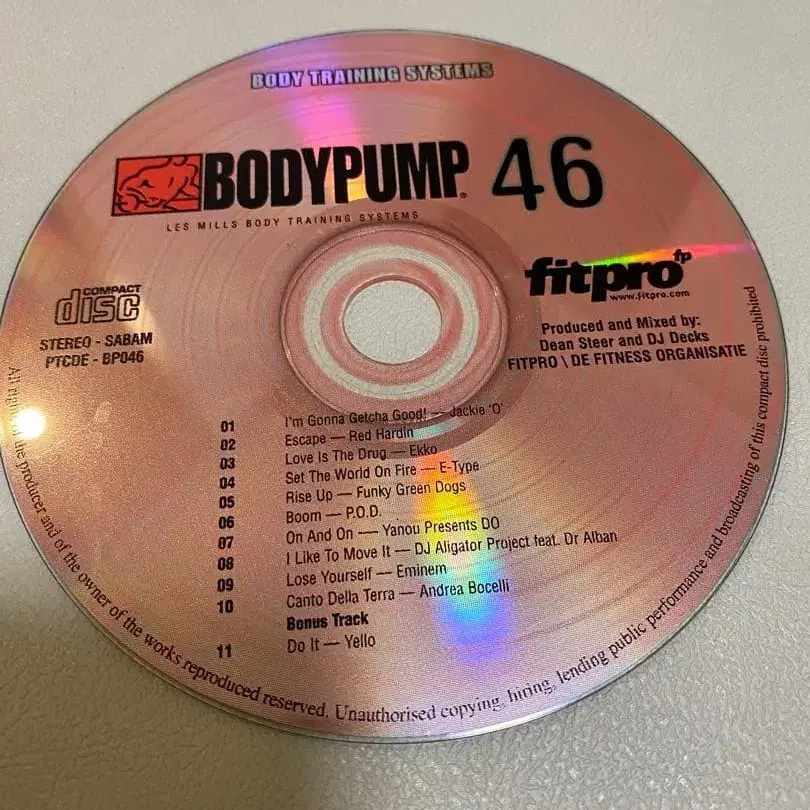 BODY TRAINING SYSTEMS
BODYPUMP® 46
LES MILLS BODY TRAINING SYSTEMS
COMPACT
disc
STEREO - SABAM
PTCDE - BP046
fitpro fp
www.fitpro.com
Produced and Mixed by:
Dean Steer and DJ Decks
FITPRO \ DE FITNESS ORGANISATIE
01 I'm Gonna Getcha Good! — Jackie 'O'
02 Escape — Red Hardin
03 Love Is The Drug — Ekko
04 Set The World On Fire — E-Type
05 Rise Up — Funky Green Dogs
06 Boom — P.O.D.
07 On And On — Yanou Presents DO
08 I Like To Move It — DJ Aligator Project feat. Dr Alban
09 Lose Yourself — Eminem
10 Canto Della Terra — Andrea Bocelli
Bonus Track
11 Do It — Yello
All of the producer and of the owner of the works reproduced reserved. Unauthorised copying, hiring, lending public performance and broadcasting of this compact disc prohibited